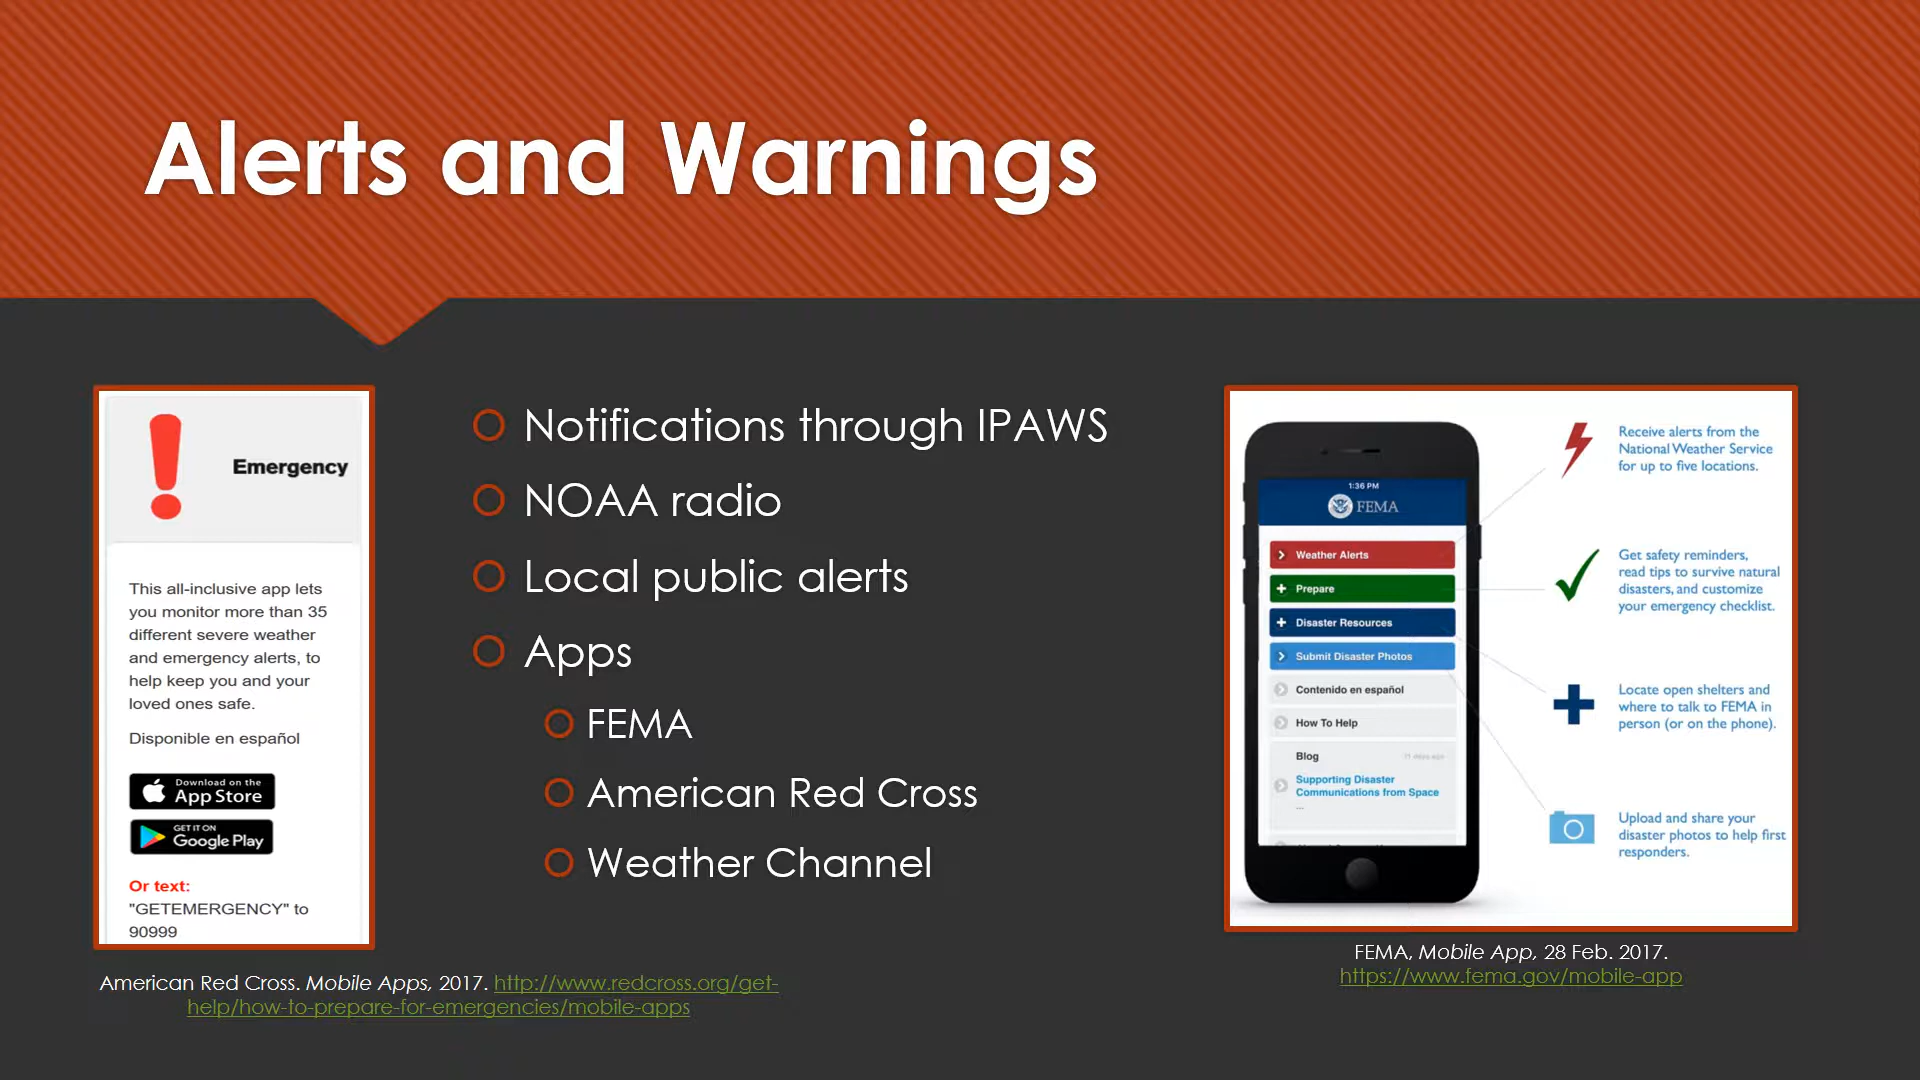 Alerts and Warnings
Emergency
This all-inclusive app lets
you monitor more than 35
different severe weather
and emergency alerts, to
help keep you and your
loved ones safe.
Disponible en español
Download on the
App Store
GET IT ON
Google Play
Or text:
"GETEMERGENCY" to
90999
American Red Cross. Mobile Apps, 2017. http://www.redcross.org/get-
help/how-to-prepare-for-emergencies/mobile-apps
Notifications through IPAWS
NOAA radio
Local public alerts
Apps
FEMA
American Red Cross
Weather Channel
1:36 PM
FEMA
Weather Alerts
Prepare
Disaster Resources
Submit Disaster Photos
Contenido en español
How To Help
Blog 11 days ago
Supporting Disaster
Communications from Space
...
Receive alerts from the
National Weather Service
for up to five locations.
Get safety reminders,
read tips to survive natural
disasters, and customize
your emergency checklist.
Locate open shelters and
where to talk to FEMA in
person (or on the phone).
Upload and share your
disaster photos to help first
responders.
FEMA, Mobile App, 28 Feb. 2017.
https://www.fema.gov/mobile-app